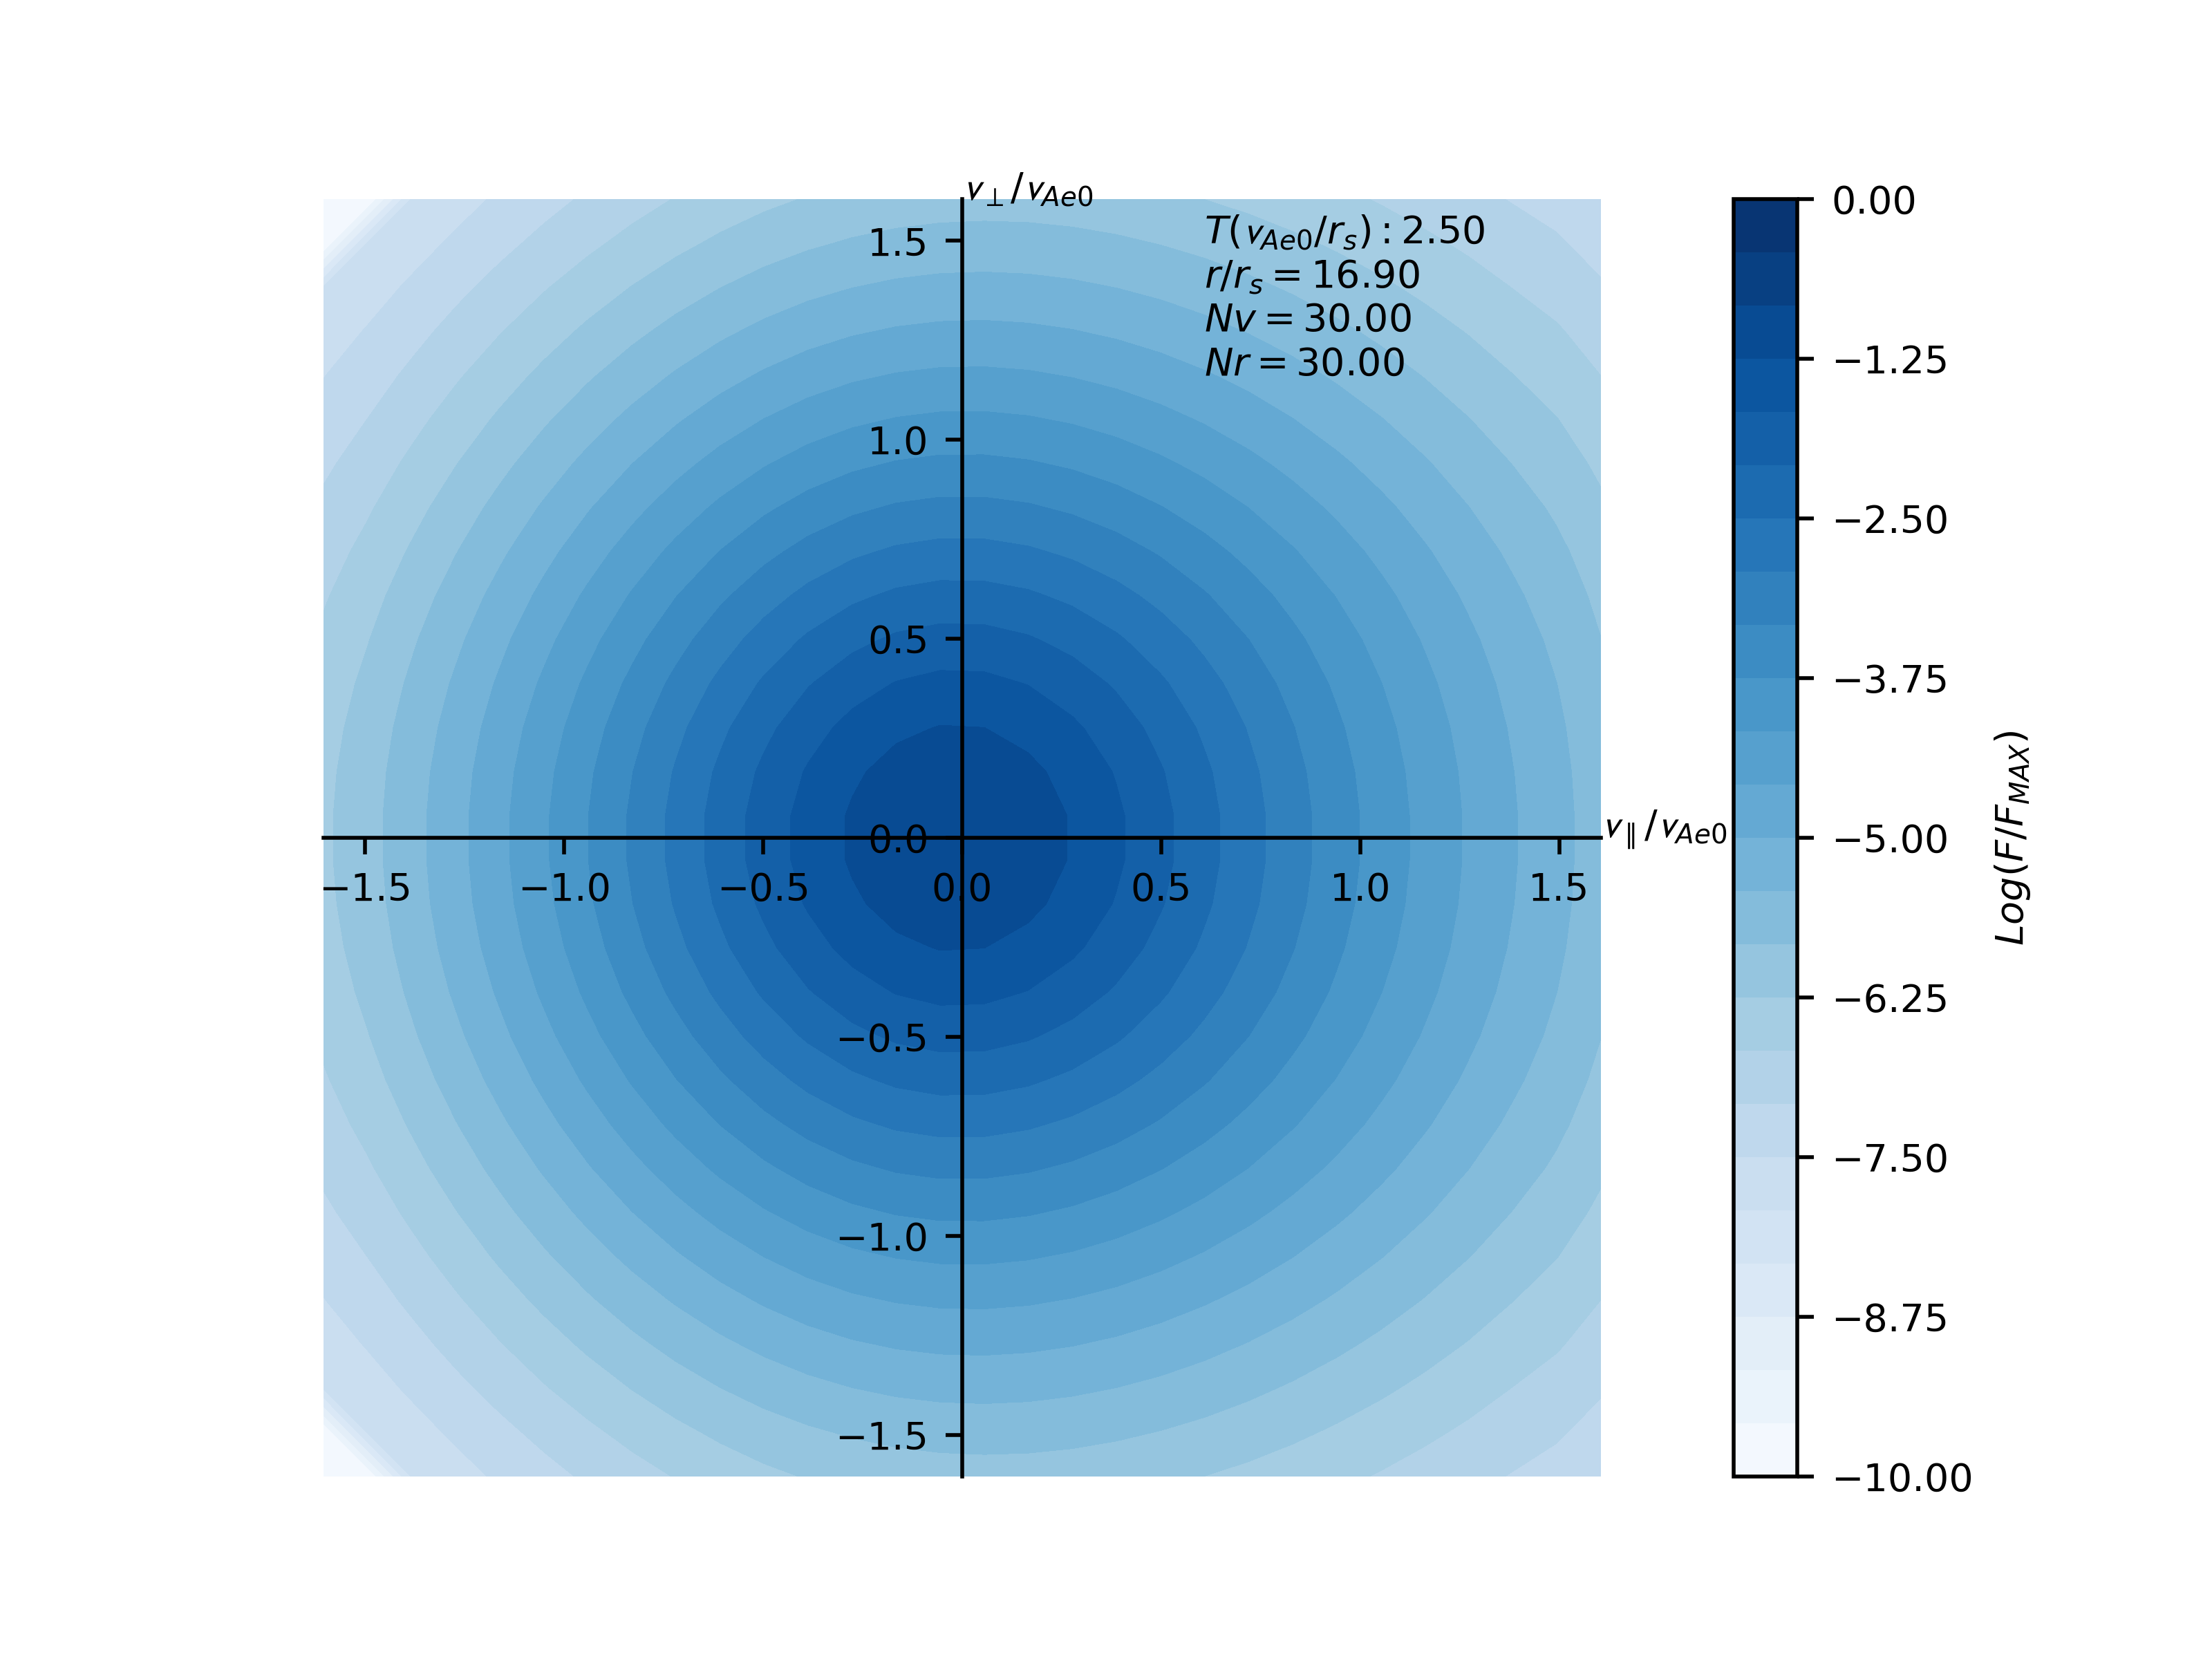 v⊥/vAe0
T(vAe0/rs):2.50
r/rs=16.90
Nv=30.00
Nr=30.00
1.5
1.0
0.5
0.0
−0.5
−1.0
−1.5
−1.5 −1.0 −0.5 0.0 0.5 1.0 1.5
v∥/vAe0
0.00
−1.25
−2.50
−3.75
−5.00
−6.25
−7.50
−8.75
−10.00
Log(F/FMAX)